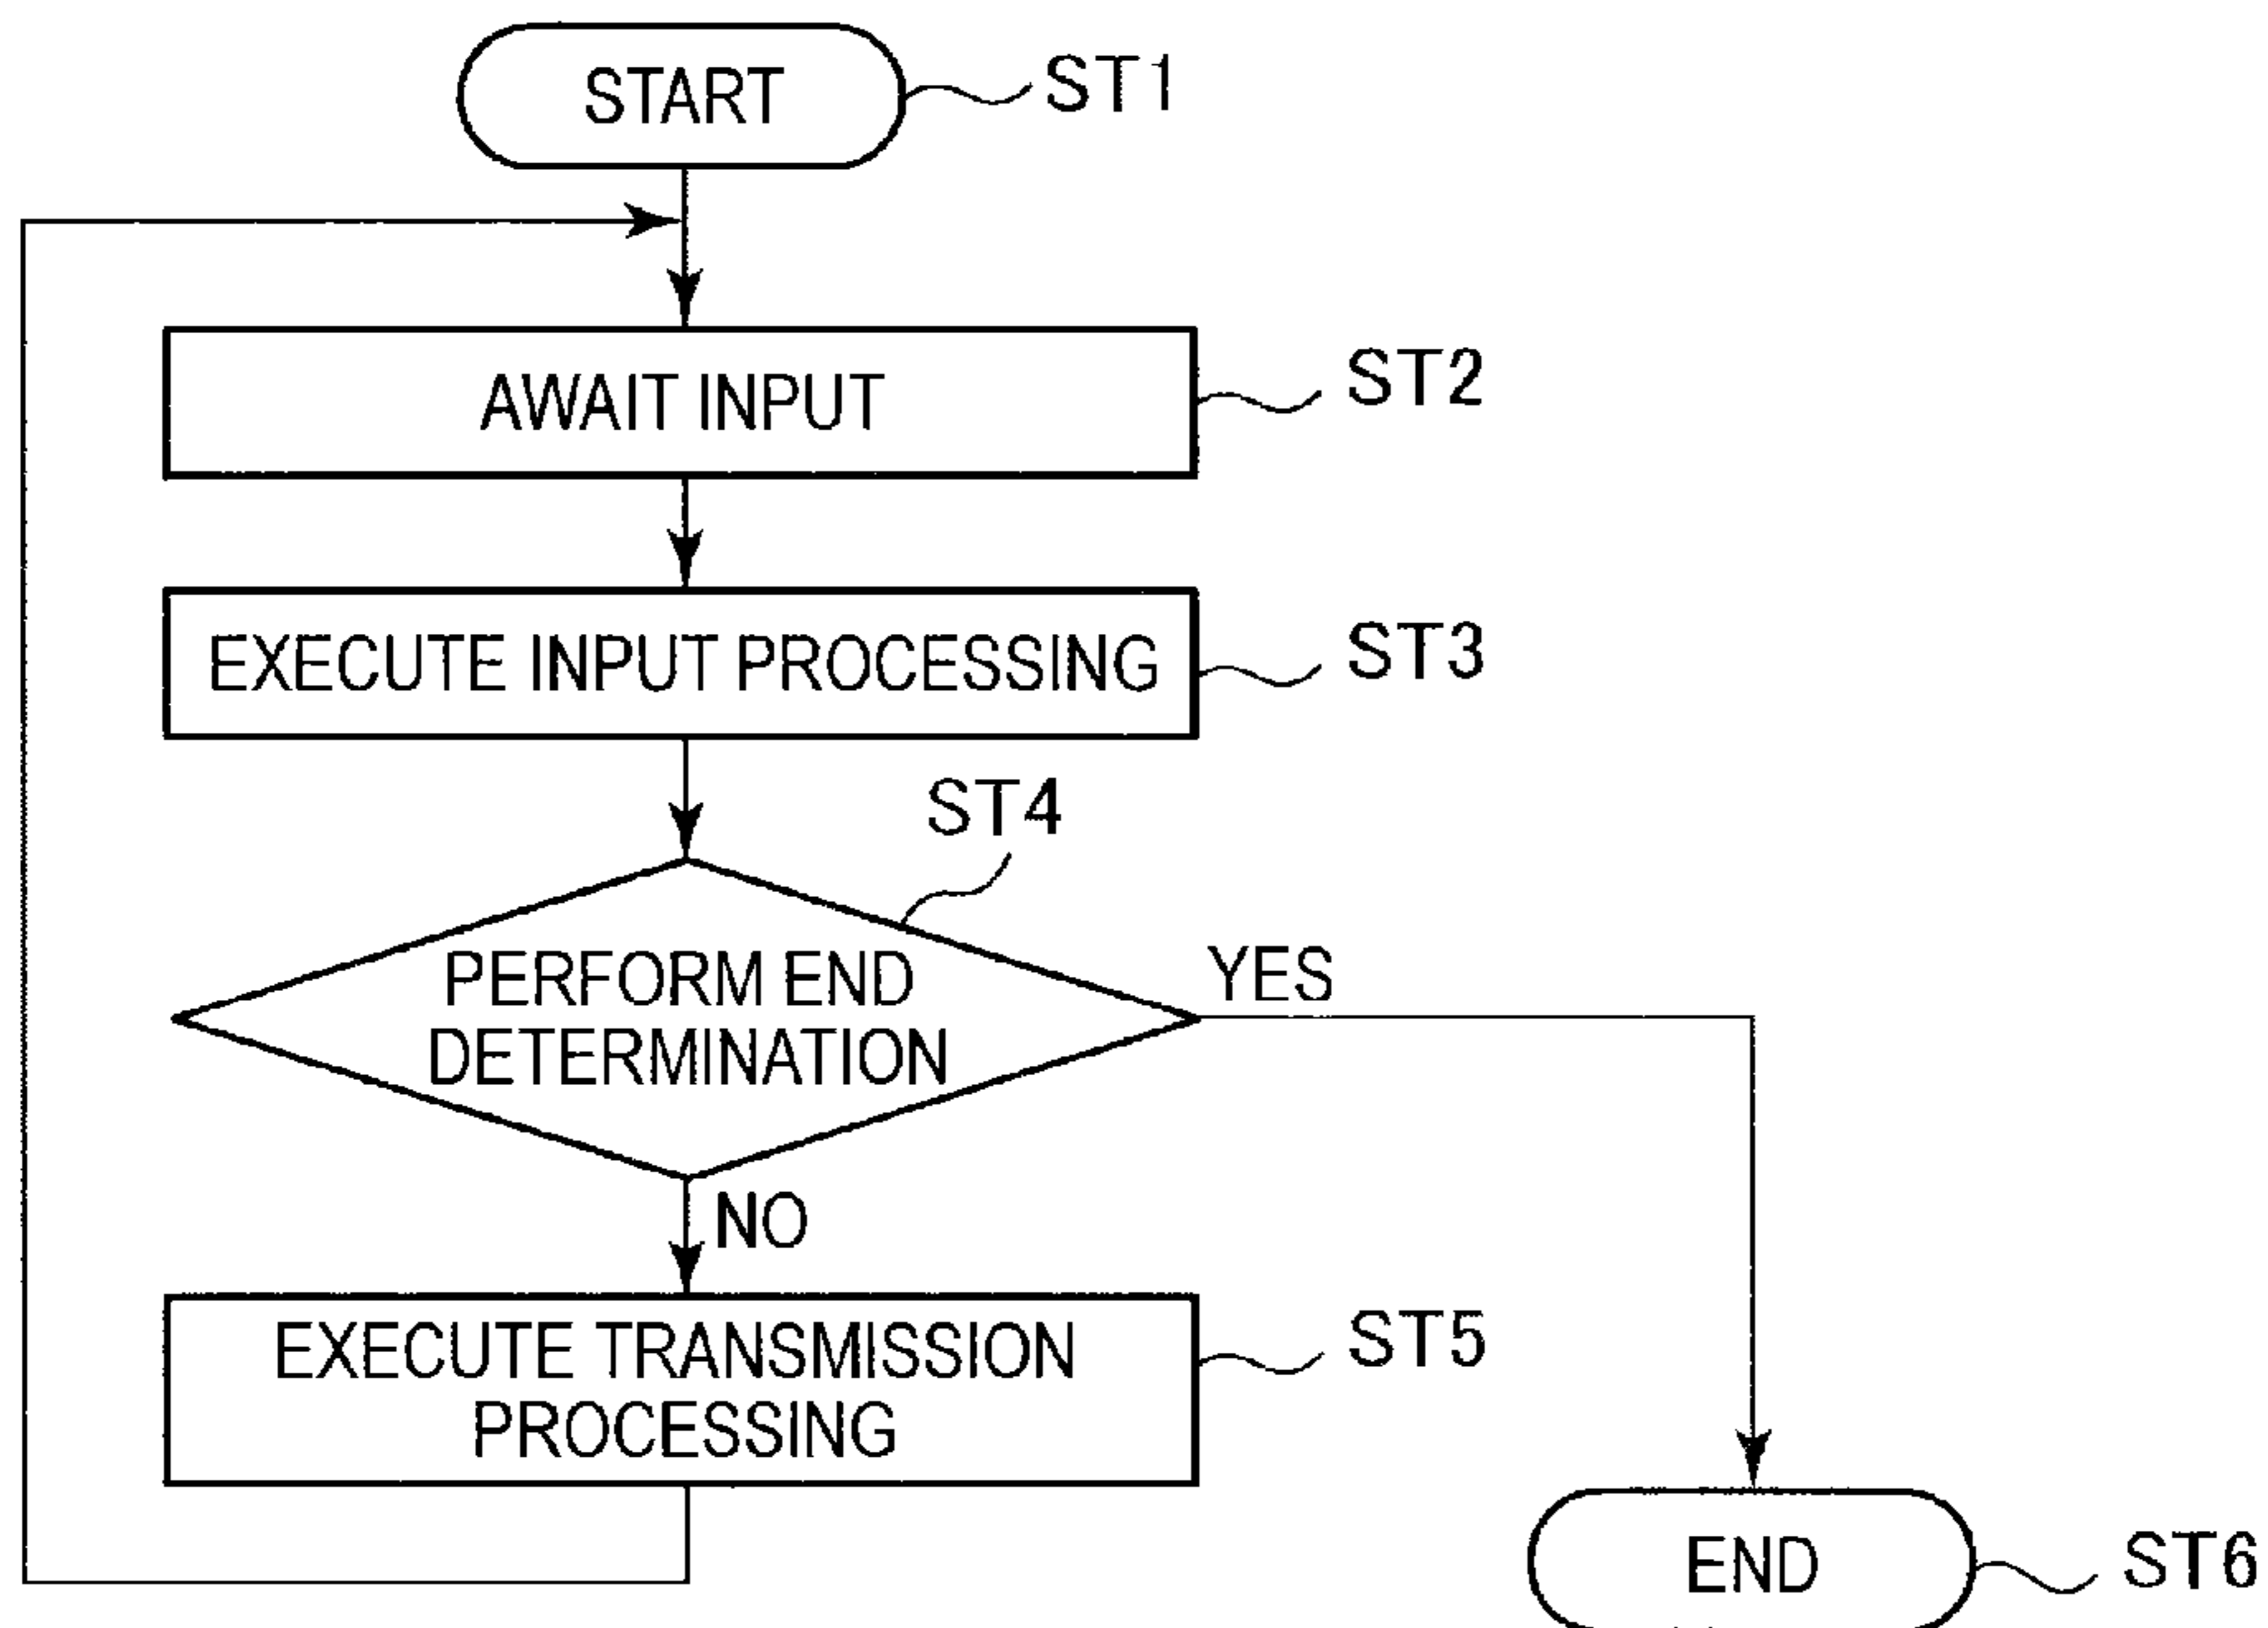 START
ST1
AWAIT INPUT
ST2
EXECUTE INPUT PROCESSING
ST3
ST4
PERFORM END
DETERMINATION
YES
NO
EXECUTE TRANSMISSION
PROCESSING
ST5
END
ST6